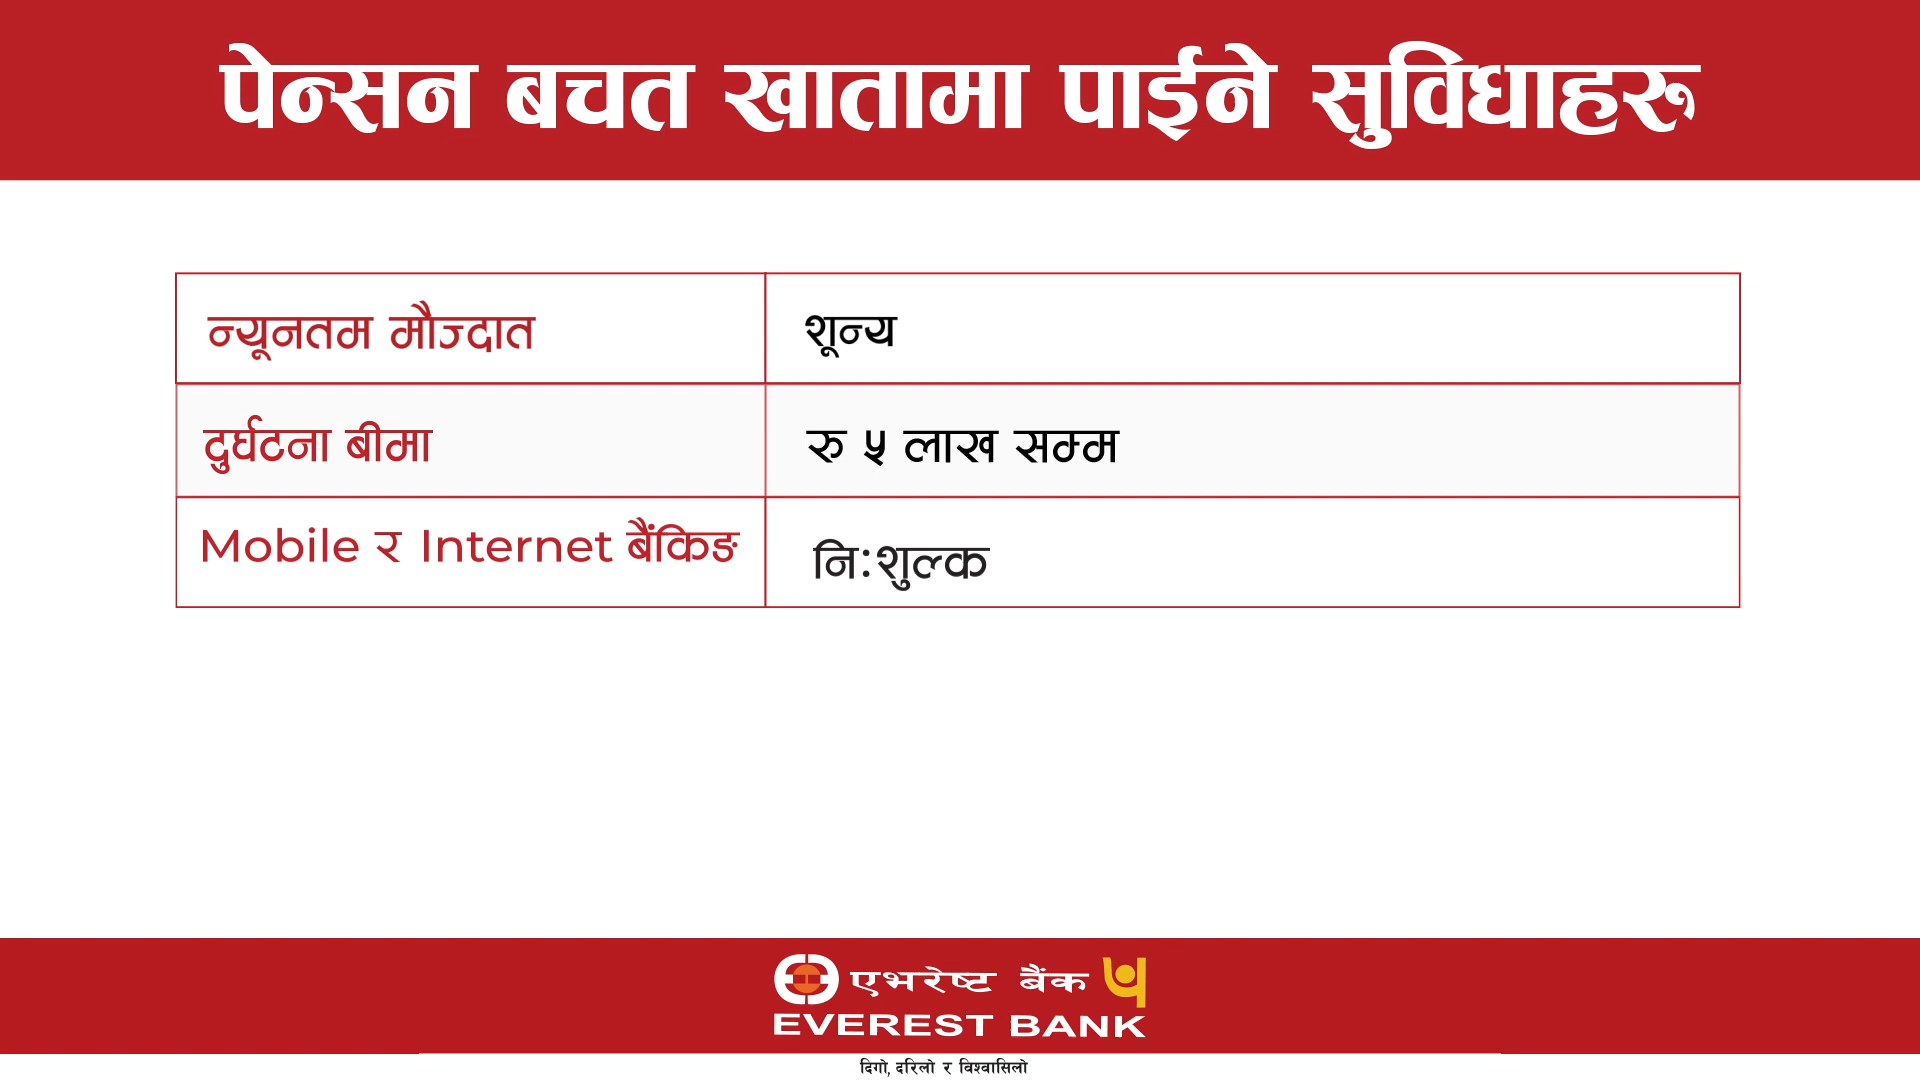 पेन्सन बचत खातामा पाईने सुविधाहरु
न्यूनतम मौज्दात शून्य
दुर्घटना बीमा रु ५ लाख सम्म
Mobile र Internet बैंकिङ निःशुल्क
एभरेष्ट बैंक
EVEREST BANK
दिगो, दरिलो र विश्वासिलो